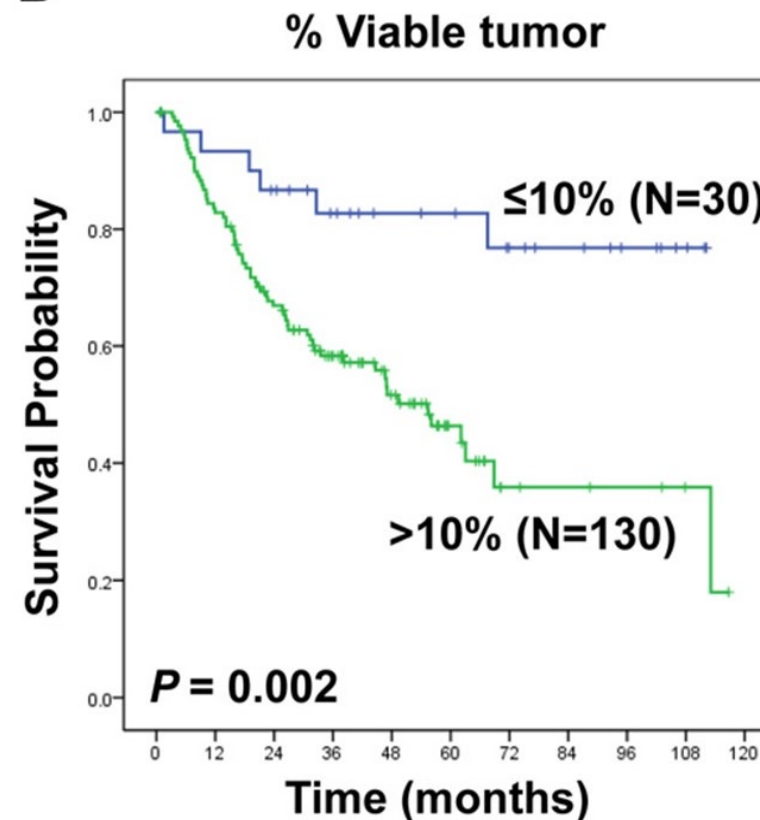 % Viable tumor
1.0
0.8
0.6
0.4
0.2
0.0
Survival Probability
≤10% (N=30)
>10% (N=130)
P = 0.002
0 12 24 36 48 60 72 84 96 108 120
Time (months)